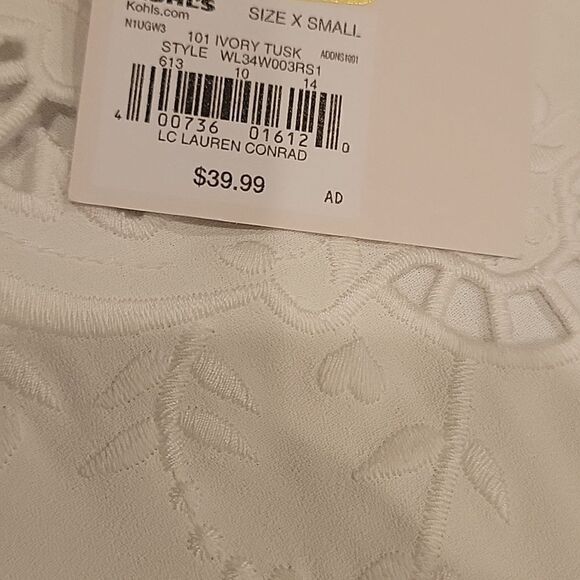 KOHL'S
Kohls.com
SIZE X SMALL
N1UGW3
101 IVORY TUSK
ADDNS1001
STYLE WL34W003RS1
613 10 14
4 00736 01612 0
LC LAUREN CONRAD
$39.99
AD